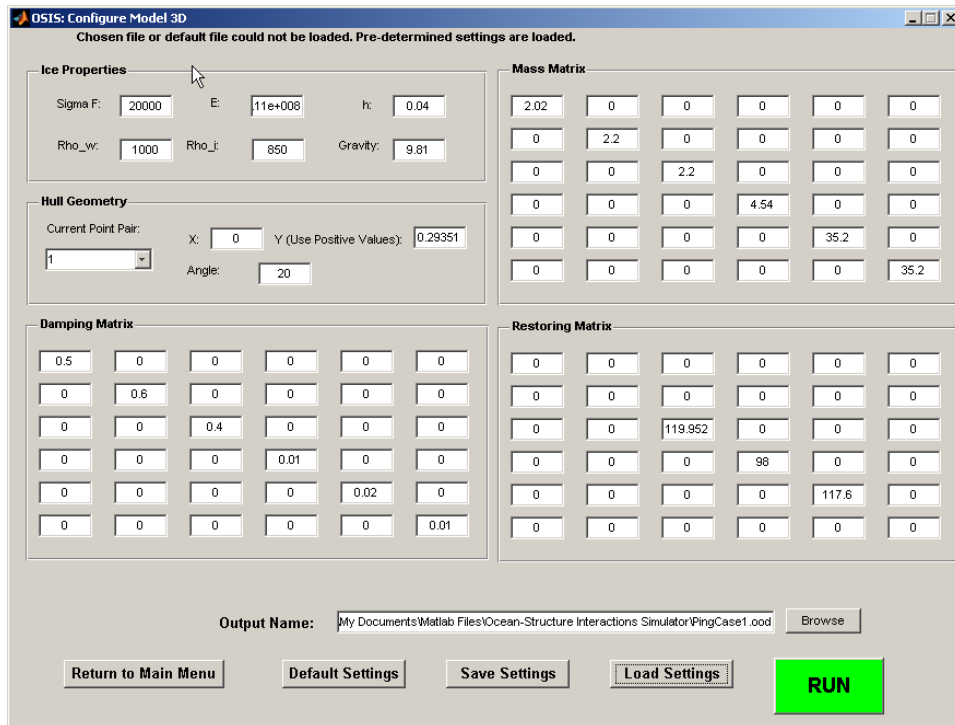 OSIS: Configure Model 3D
Chosen file or default file could not be loaded. Pre-determined settings are loaded.
Ice Properties
Sigma F: 20000 E: .11e+008 h: 0.04
Rho_w: 1000 Rho_i: 850 Gravity: 9.81
Hull Geometry
Current Point Pair:
1
X: 0 Y (Use Positive Values): 0.29351
Angle: 20
Mass Matrix
2.02 0 0 0 0 0
0 2.2 0 0 0 0
0 0 2.2 0 0 0
0 0 0 4.54 0 0
0 0 0 0 35.2 0
0 0 0 0 0 35.2
Damping Matrix
0.5 0 0 0 0 0
0 0.6 0 0 0 0
0 0 0.4 0 0 0
0 0 0 0.01 0 0
0 0 0 0 0.02 0
0 0 0 0 0 0.01
Restoring Matrix
0 0 0 0 0 0
0 0 0 0 0 0
0 0 119.952 0 0 0
0 0 0 98 0 0
0 0 0 0 117.6 0
0 0 0 0 0 0
Output Name: My Documents\Matlab Files\Ocean-Structure Interactions Simulator\PingCase1.ood Browse
Return to Main Menu Default Settings Save Settings Load Settings RUN